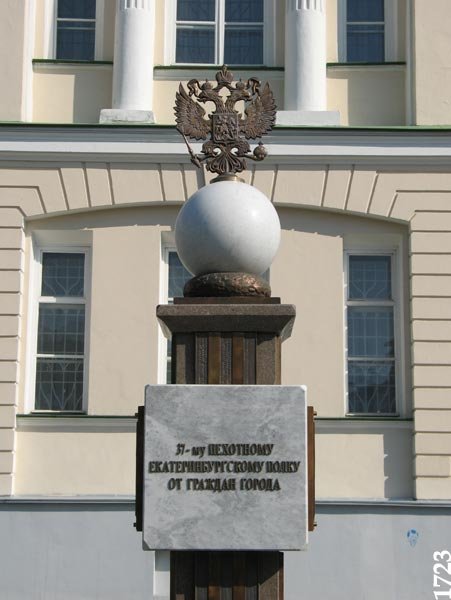 37-му ПЕХОТНОМУ
ЕКАТЕРИНБУРГСКОМУ ПОЛКУ
ОТ ГРАЖДАН ГОРОДА
1723